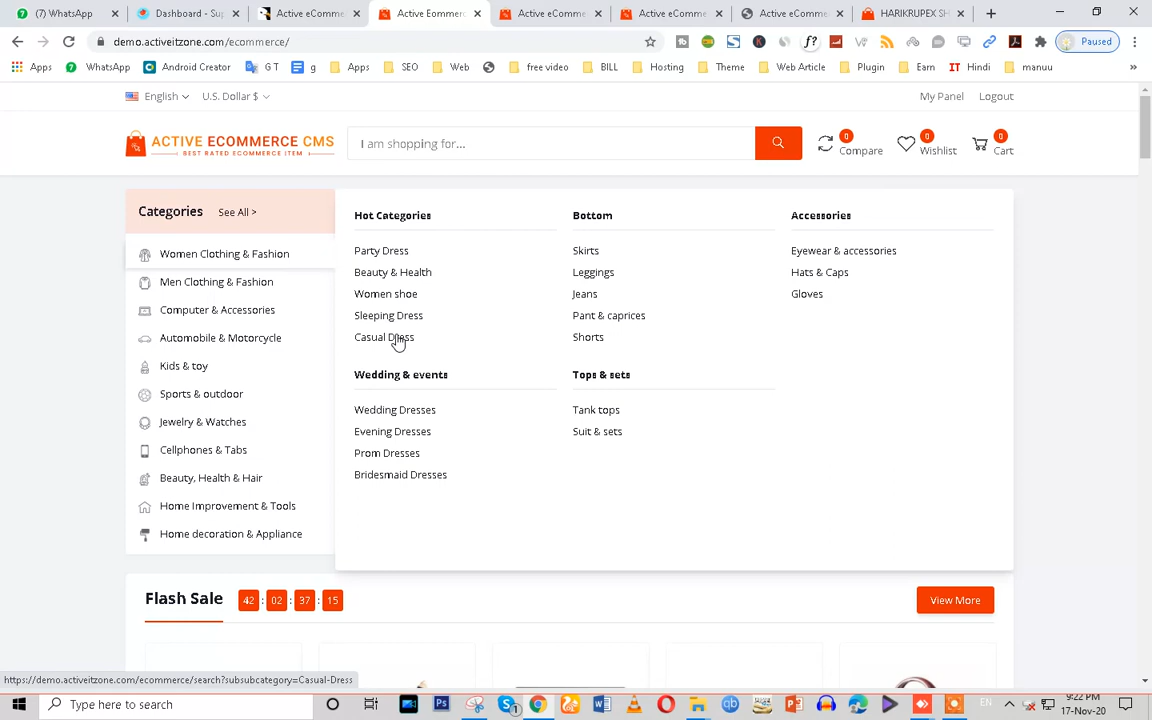 (7) WhatsApp
Dashboard - Sup
Active eComme
Active Ecommerc
Active eComme
Active eComme
Active eComme
HARIKRUPEX SH
demo.activeitzone.com/ecommerce/
Paused
Apps
WhatsApp
Android Creator
G T
g
Apps
SEO
Web
free video
BILL
Hosting
Theme
Web Article
Plugin
Earn
IT Hindi
manuu
English
U.S. Dollar $
My Panel
Logout
ACTIVE ECOMMERCE CMS
BEST RATED ECOMMERCE ITEM
I am shopping for...
0
Compare
0
Wishlist
0
Cart
Categories
See All >
Women Clothing & Fashion
Men Clothing & Fashion
Computer & Accessories
Automobile & Motorcycle
Kids & toy
Sports & outdoor
Jewelry & Watches
Cellphones & Tabs
Beauty, Health & Hair
Home Improvement & Tools
Home decoration & Appliance
Hot Categories
Party Dress
Beauty & Health
Women shoe
Sleeping Dress
Casual Dress
Wedding & events
Wedding Dresses
Evening Dresses
Prom Dresses
Bridesmaid Dresses
Bottom
Skirts
Leggings
Jeans
Pant & caprices
Shorts
Tops & sets
Tank tops
Suit & sets
Accessories
Eyewear & accessories
Hats & Caps
Gloves
Flash Sale
42 : 02 : 37 : 15
View More
https://demo.activeitzone.com/ecommerce/search?subsubcategory=Casual-Dress
Type here to search
EN
9:22 PM
17-Nov-20